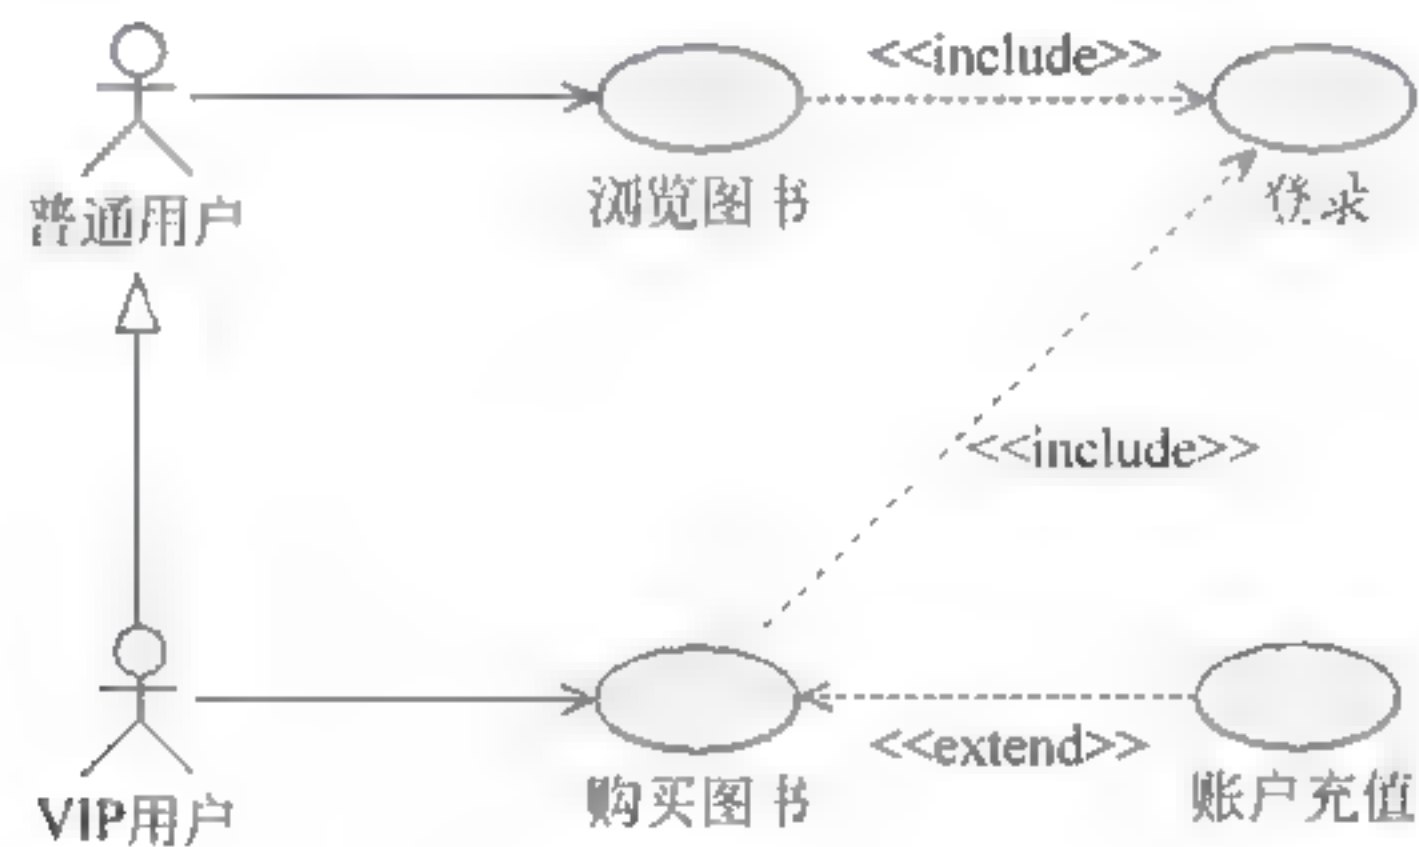 <<include>>
普通用户
浏览图书
登录
<<include>>
<<extend>>
VIP用户
购买图书
账户充值